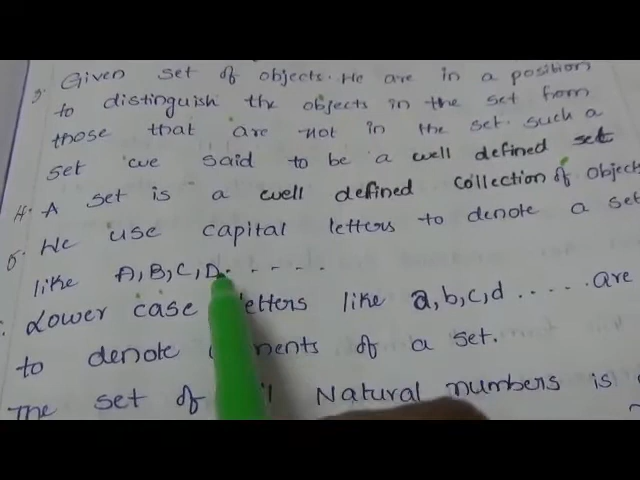 3. Given set of objects. He are in a position
to distinguish the objects in the set from
those that are not in the set. such a
set we said to be a well defined set
4. A set is a well defined collection of objects
5. He use capital letters to denote a set
like A, B, C, D. - - - -
Lower case letters like a, b, c, d ..... are
to denote of a set.
The set of Natural numbers is